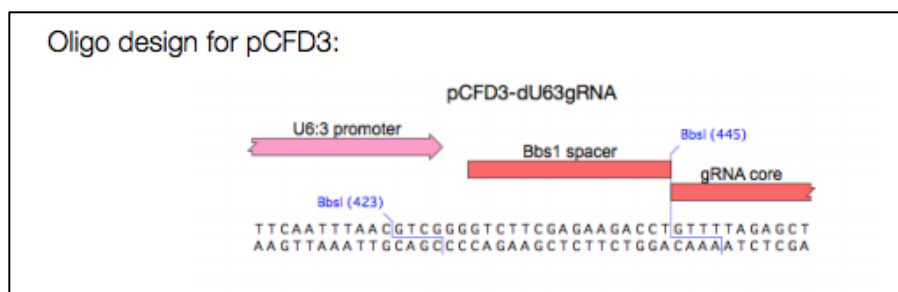 Oligo design for pCFD3:
pCFD3-dU63gRNA
U6:3 promoter
BbsI (445)
Bbs1 spacer
gRNA core
BbsI (423)
TTCAATTTAACGTCGGGGTCTTCGAGAAGACCTGTTTTAGAGCT
AAGTTAAATTGCAGCCCCAGAAGCTCTTCTGGACAAAATCTCGA